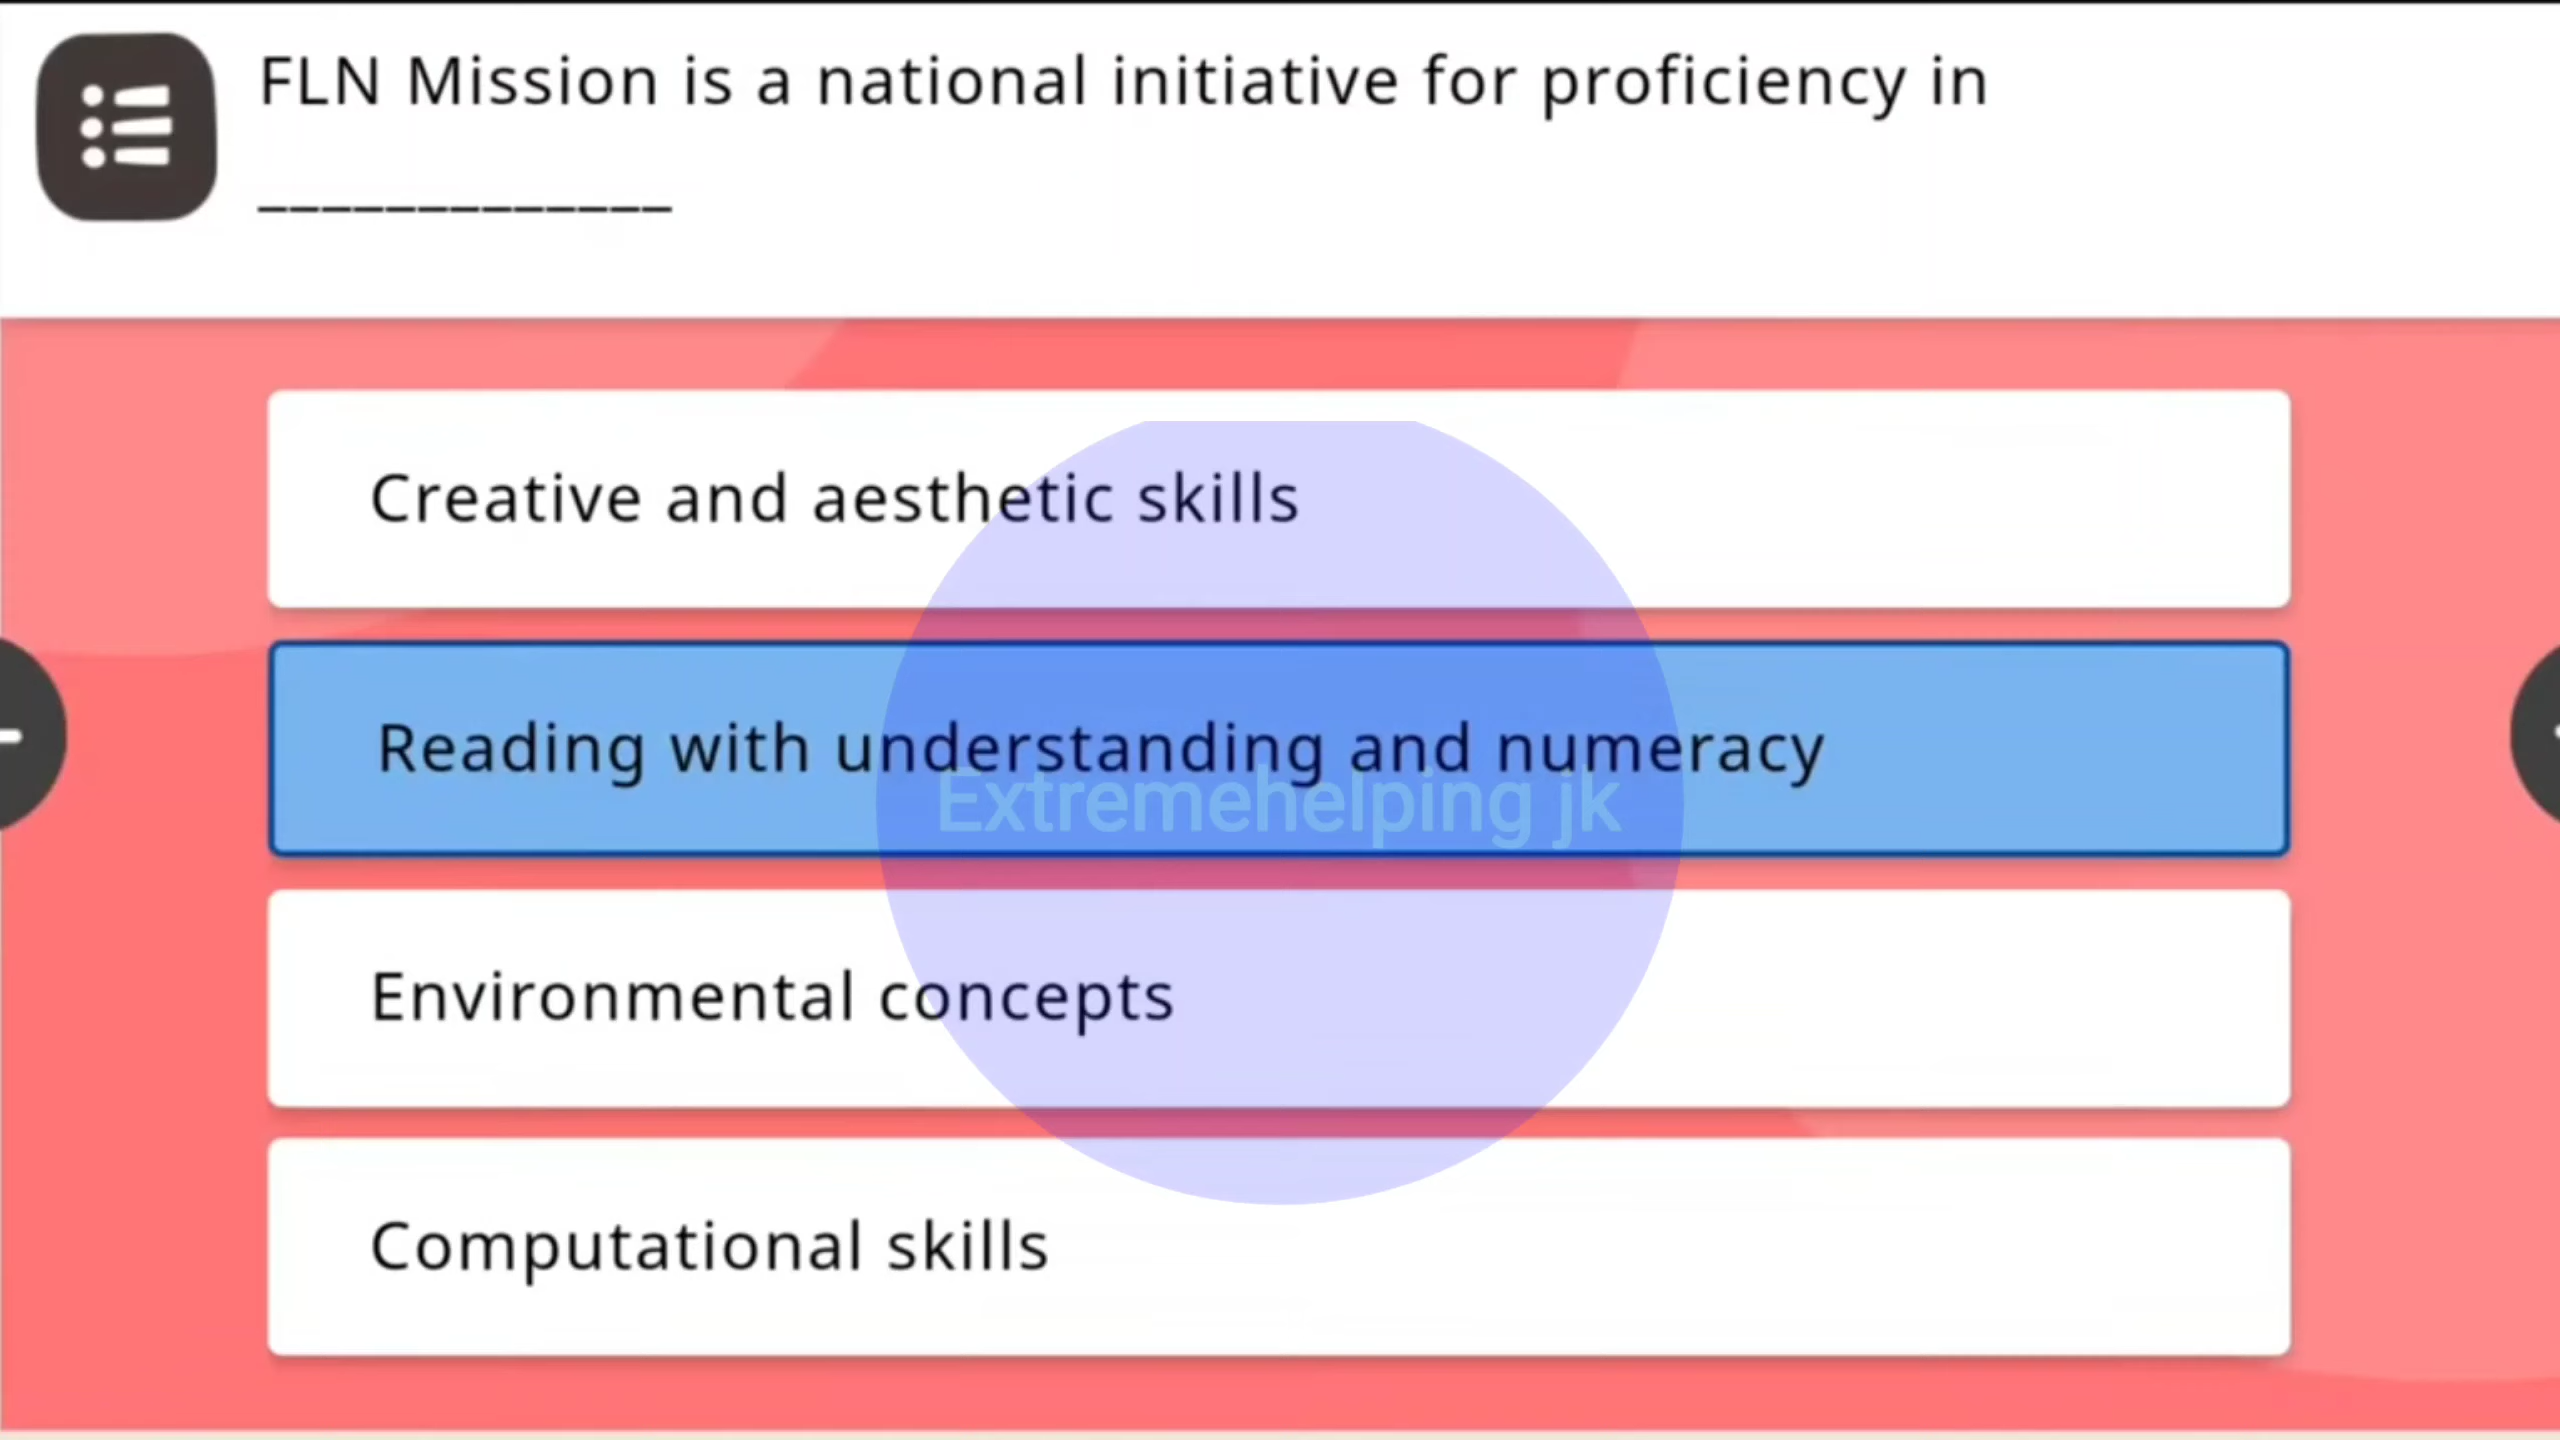 FLN Mission is a national initiative for proficiency in
_____________
Creative and aesthetic skills
Reading with understanding and numeracy
Extremehelping jk
Environmental concepts
Computational skills